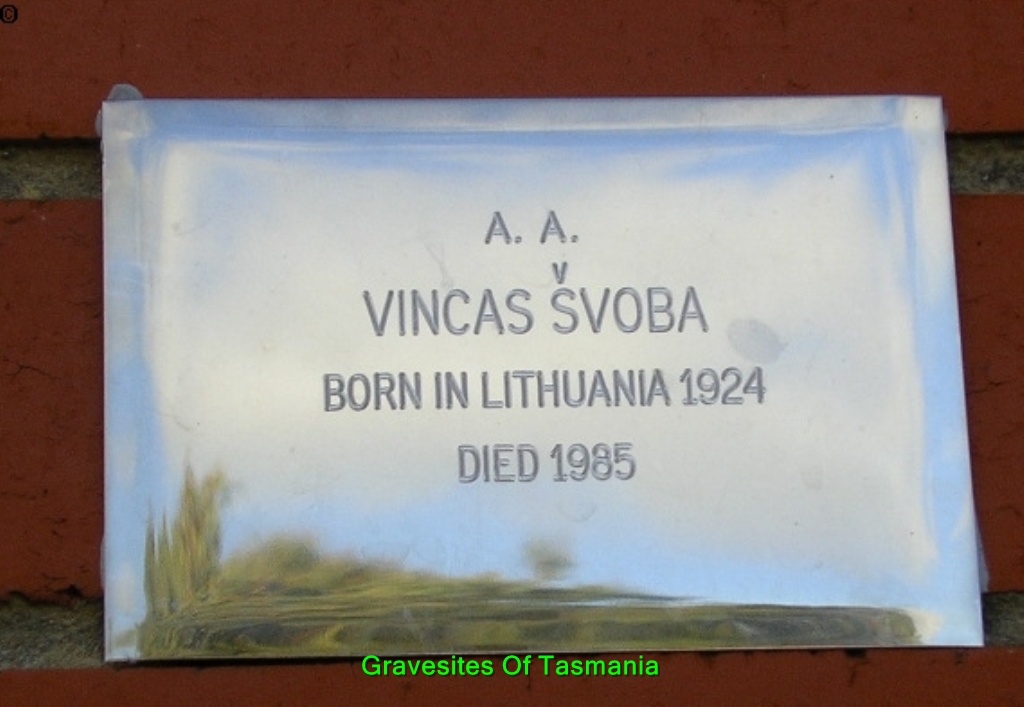 ©
A. A.
VINCAS ŠVOBA
BORN IN LITHUANIA 1924
DIED 1985
Gravesites Of Tasmania